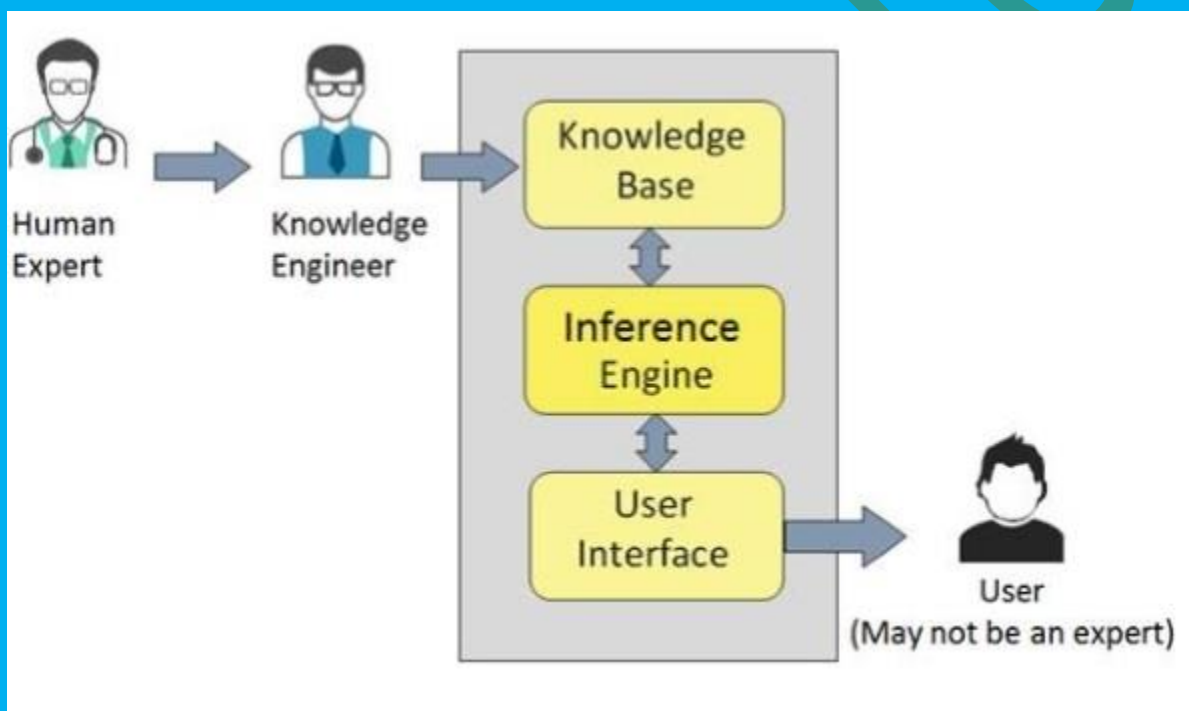 Human
Expert
Knowledge
Engineer
Knowledge
Base
Inference
Engine
User
Interface
User
(May not be an expert)